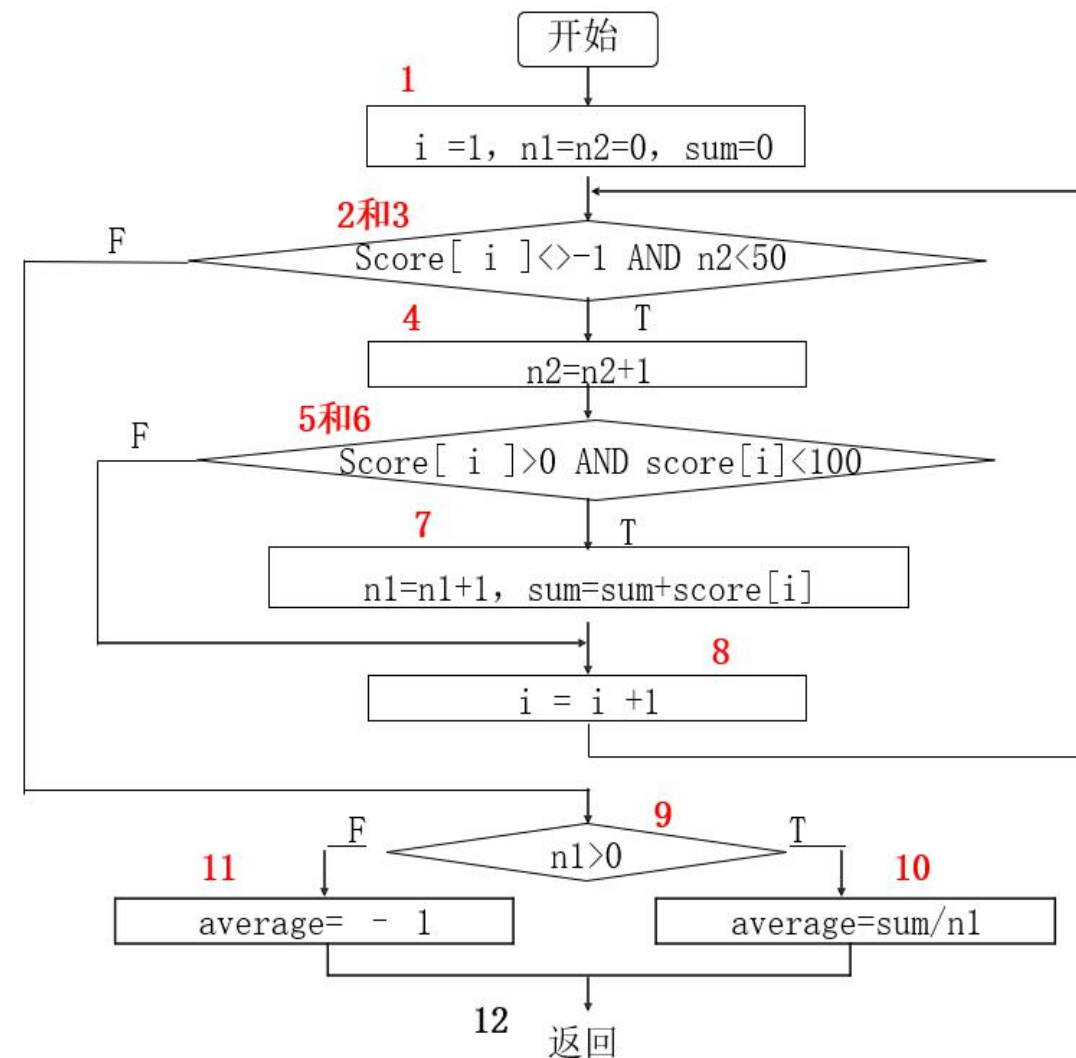 开始
1
i =1, n1=n2=0, sum=0
2和3
F
Score[ i ]<>-1 AND n2<50
T
4
n2=n2+1
5和6
F
Score[ i ]>0 AND score[i]<100
T
7
n1=n1+1, sum=sum+score[i]
8
i = i +1
9
F
n1>0
T
11
10
average= - 1
average=sum/n1
12
返回